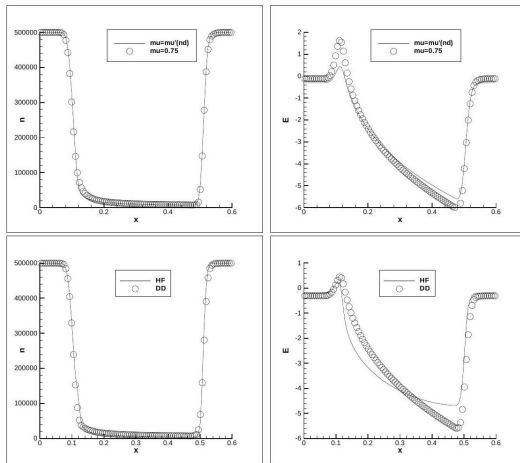 500000
400000
300000
200000
100000
0
n
mu=mu'(nd)
mu=0.75
0 0.1 0.2 0.3 0.4 0.5 0.6
x
2
1
0
-1
-2
-3
-4
-5
-6
E
mu=mu'(nd)
mu=0.75
0 0.2 0.4 0.6
x
500000
400000
300000
200000
100000
0
n
HF
DD
0 0.1 0.2 0.3 0.4 0.5 0.6
x
1
0
-1
-2
-3
-4
-5
-6
E
HF
DD
0 0.2 0.4 0.6
x